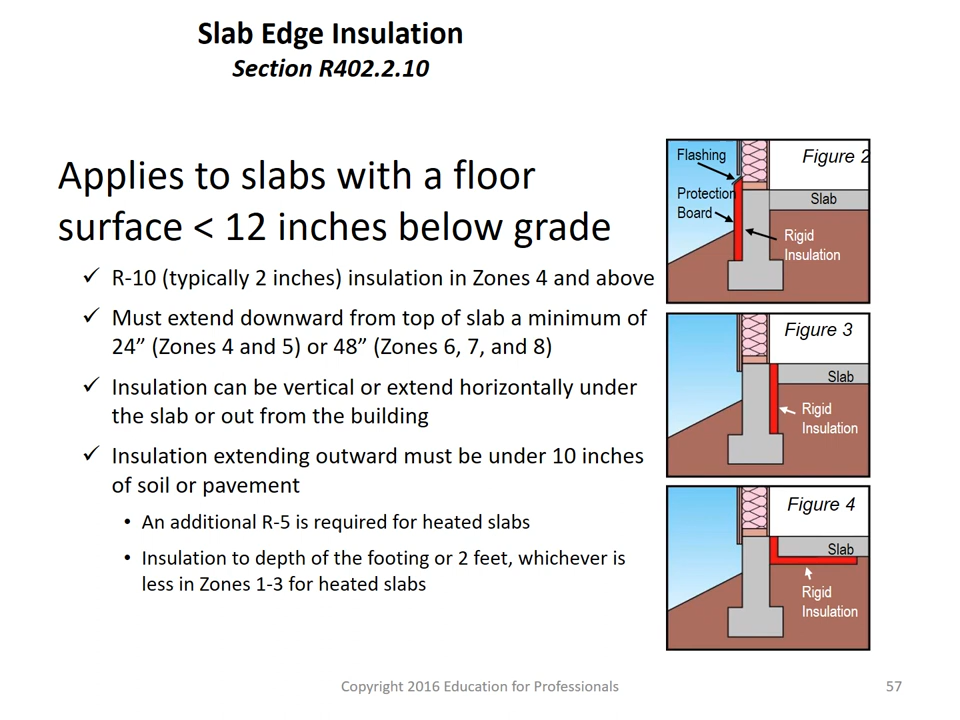 Slab Edge Insulation
Section R402.2.10
Applies to slabs with a floor
surface < 12 inches below grade
✓ R-10 (typically 2 inches) insulation in Zones 4 and above
✓ Must extend downward from top of slab a minimum of
24” (Zones 4 and 5) or 48” (Zones 6, 7, and 8)
✓ Insulation can be vertical or extend horizontally under
the slab or out from the building
✓ Insulation extending outward must be under 10 inches
of soil or pavement
• An additional R-5 is required for heated slabs
• Insulation to depth of the footing or 2 feet, whichever is
less in Zones 1-3 for heated slabs
Figure 2
Flashing
Protection
Board
Slab
Rigid
Insulation
Figure 3
Slab
Rigid
Insulation
Figure 4
Slab
Rigid
Insulation
Copyright 2016 Education for Professionals
57